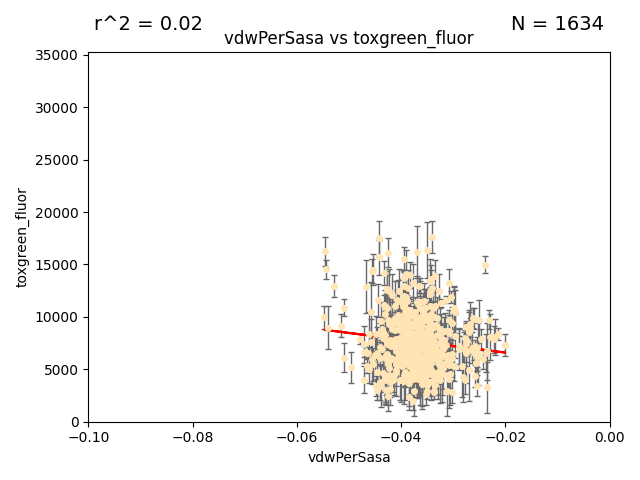 r^2 = 0.02
N = 1634
vdwPerSasa vs toxgreen_fluor
35000
30000
25000
20000
15000
10000
5000
0
toxgreen_fluor
−0.10
−0.08
−0.06
−0.04
−0.02
0.00
vdwPerSasa